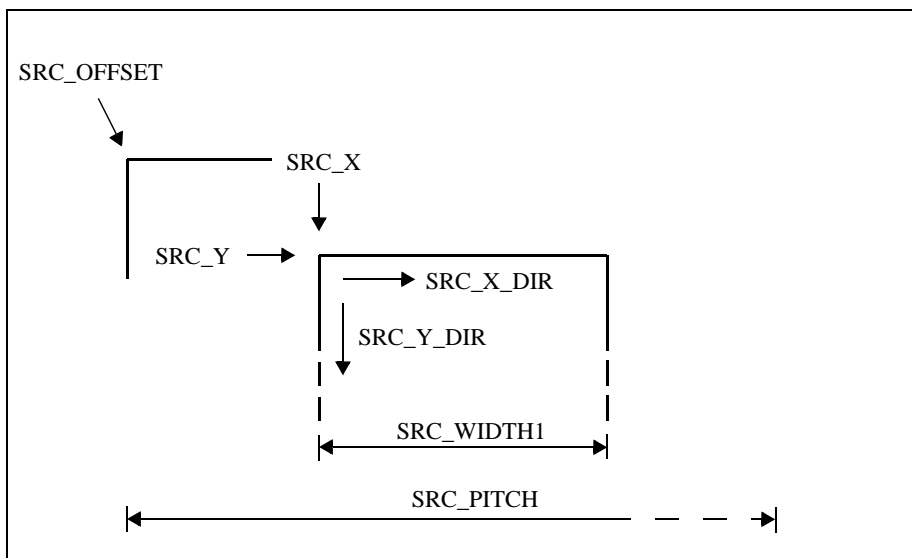 SRC_OFFSET
SRC_X
SRC_Y
SRC_X_DIR
SRC_Y_DIR
SRC_WIDTH1
SRC_PITCH